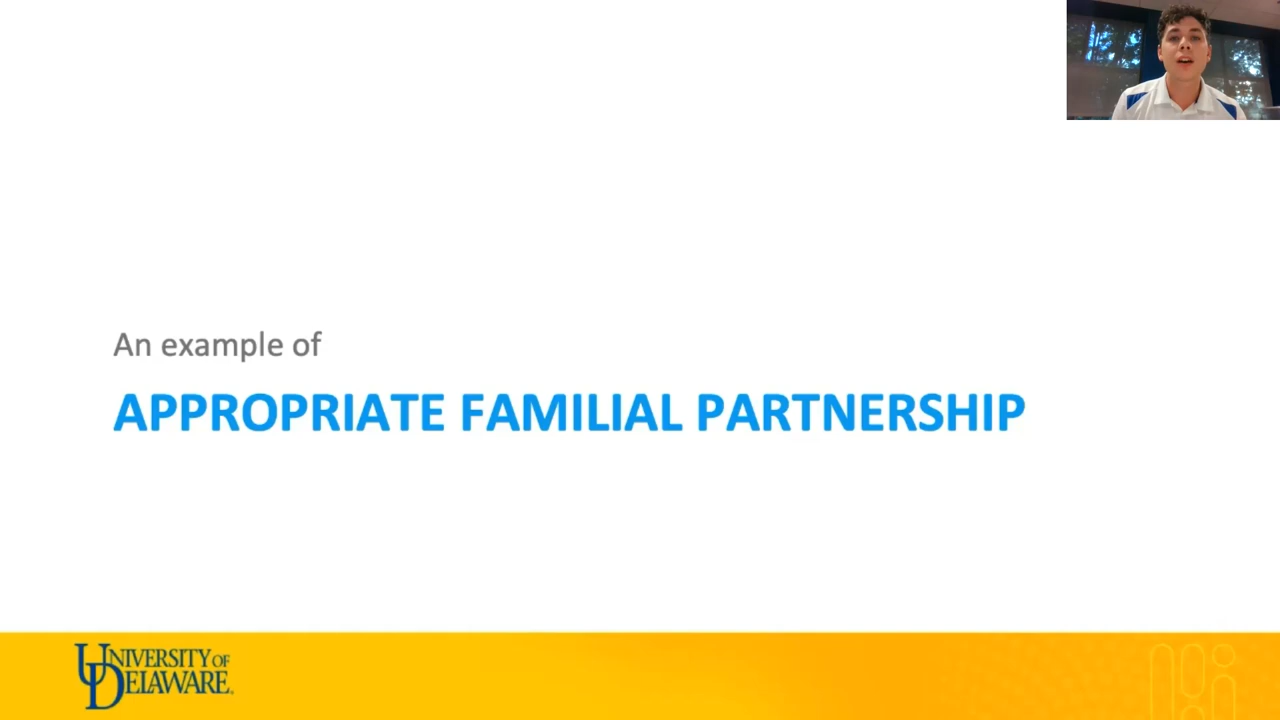 An example of
APPROPRIATE FAMILIAL PARTNERSHIP
UNIVERSITY OF
DELAWARE.